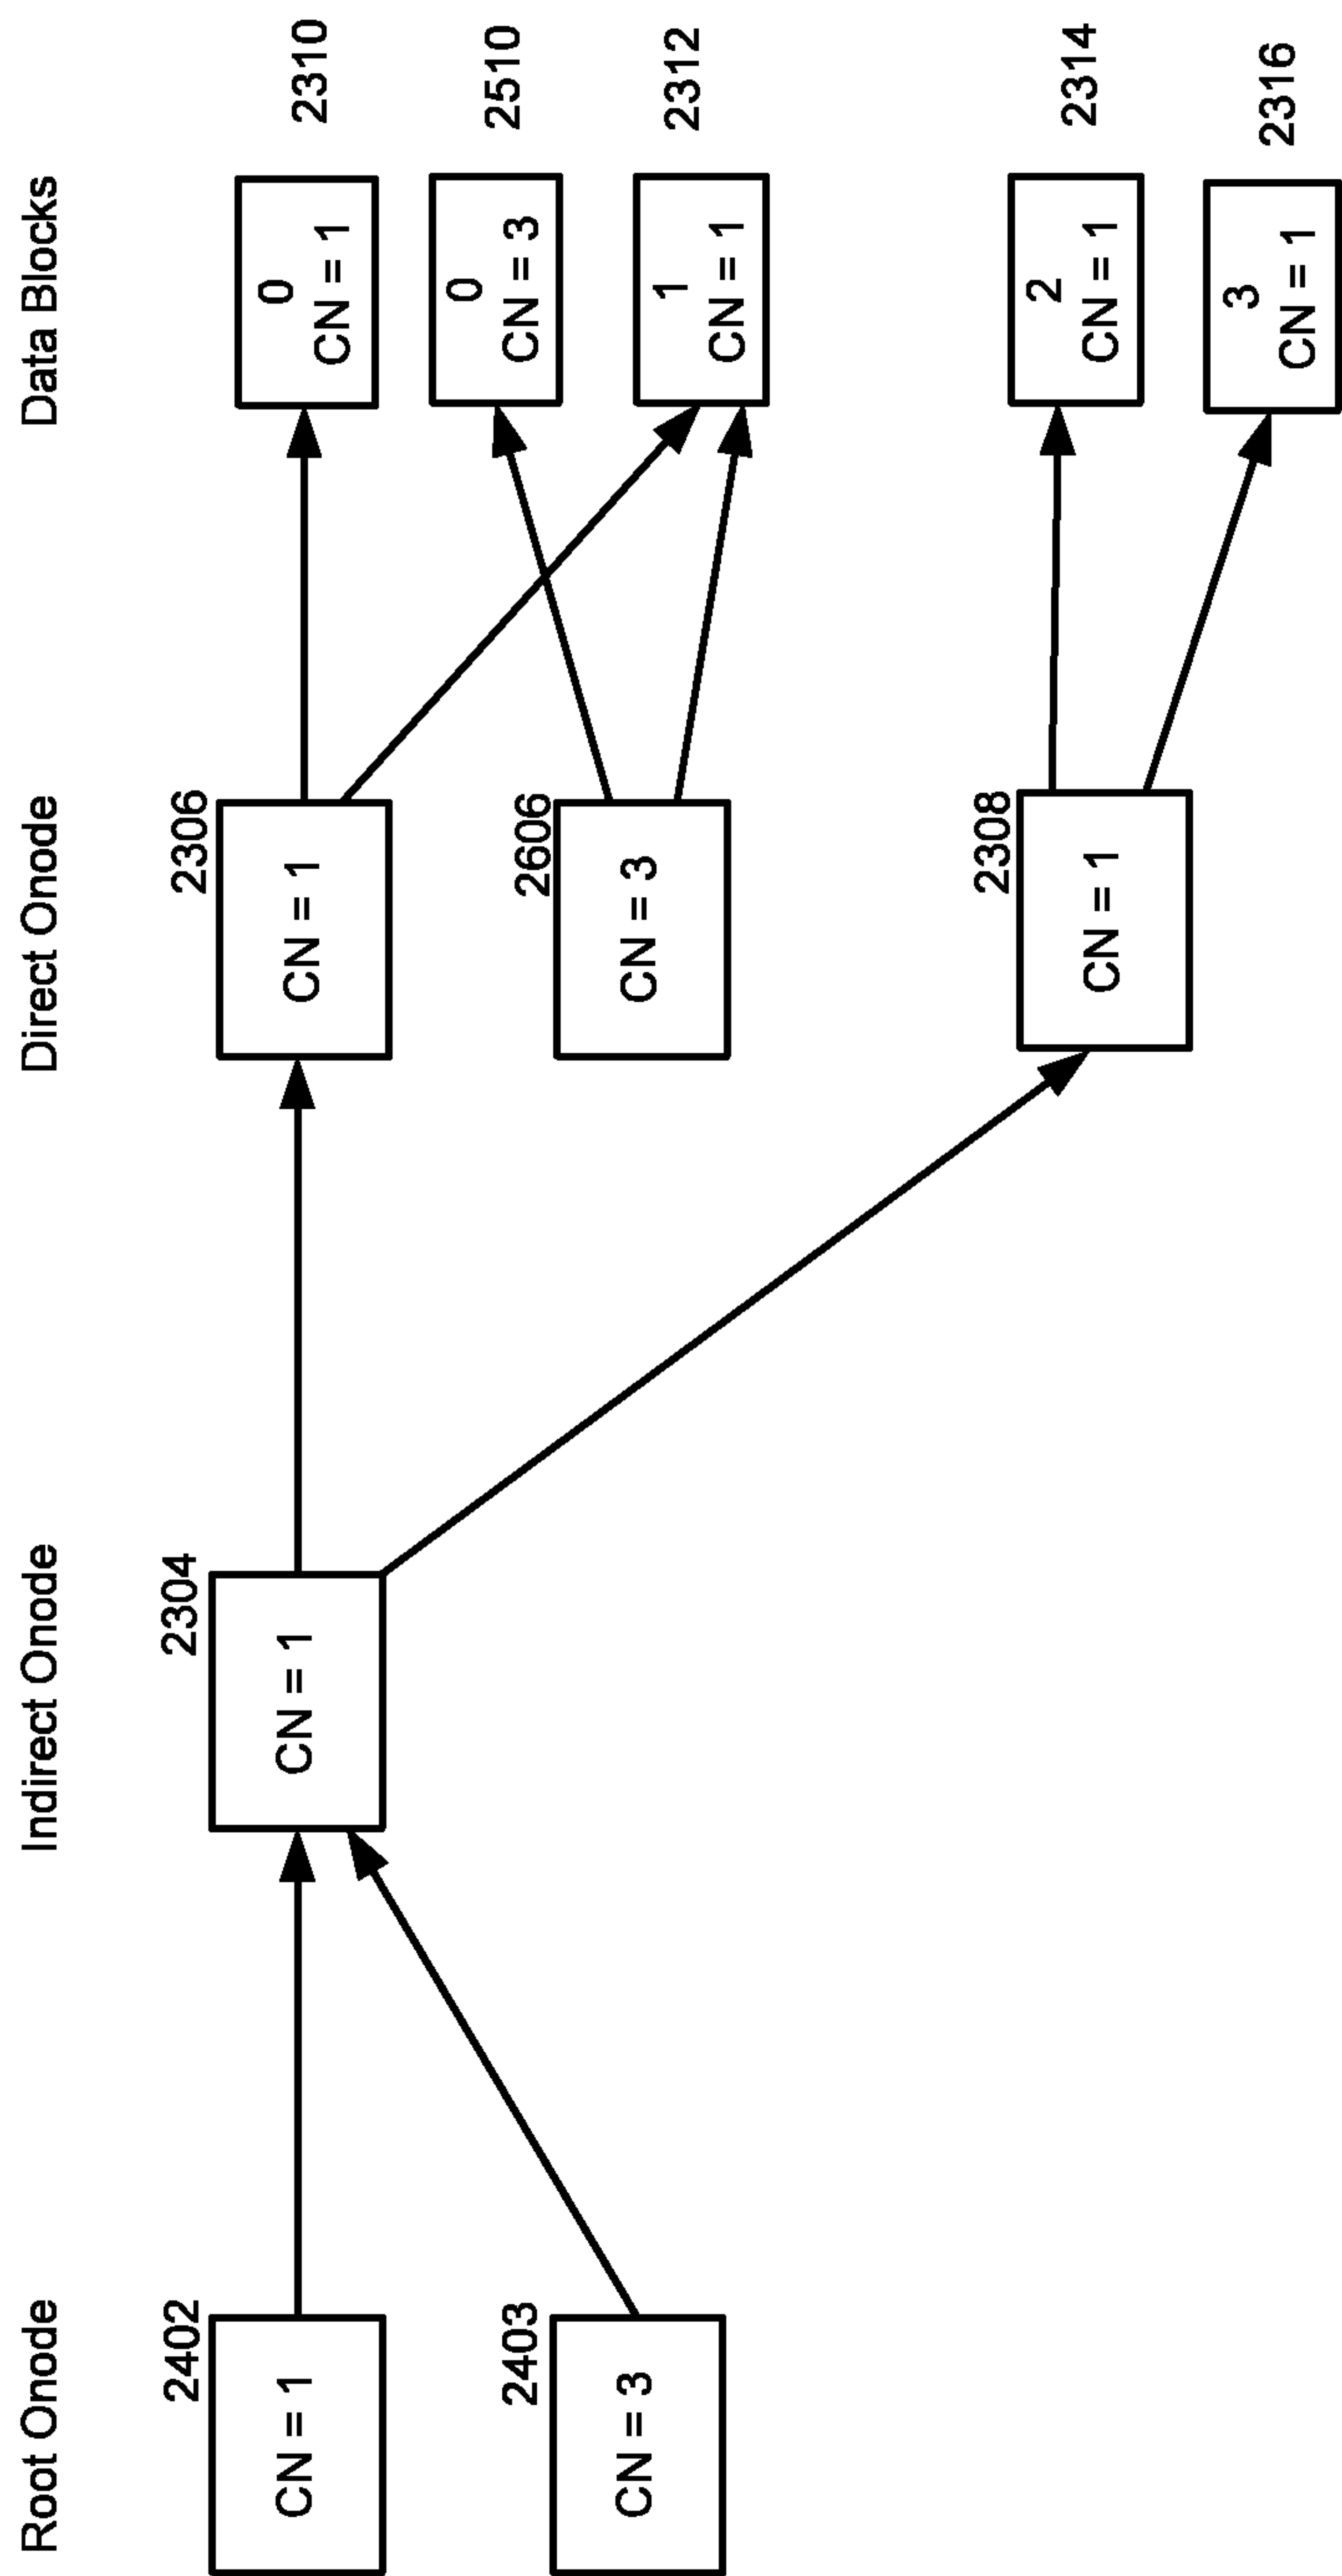 Root Onode
Indirect Onode
Direct Onode
Data Blocks
2402
CN = 1
2403
CN = 3
2304
CN = 1
2306
CN = 1
2606
CN = 3
2308
CN = 1
0
CN = 1
2310
0
CN = 3
2510
1
CN = 1
2312
2
CN = 1
2314
3
CN = 1
2316